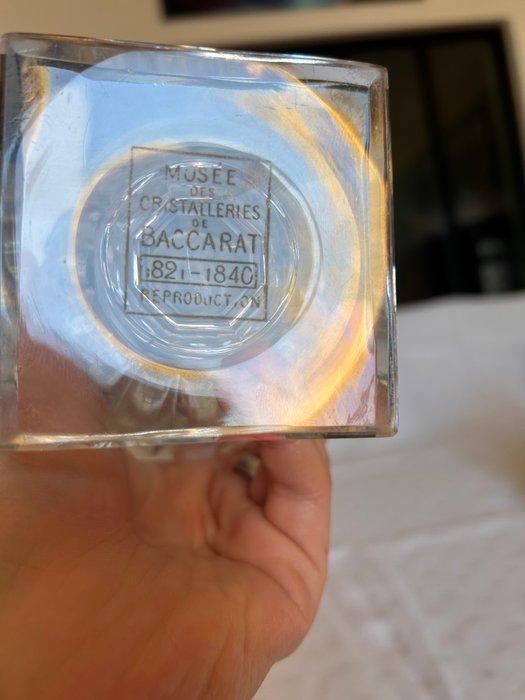 MUSÉE
DES
CRISTALLERIES
DE
BACCARAT
1821-1840
REPRODUCTION